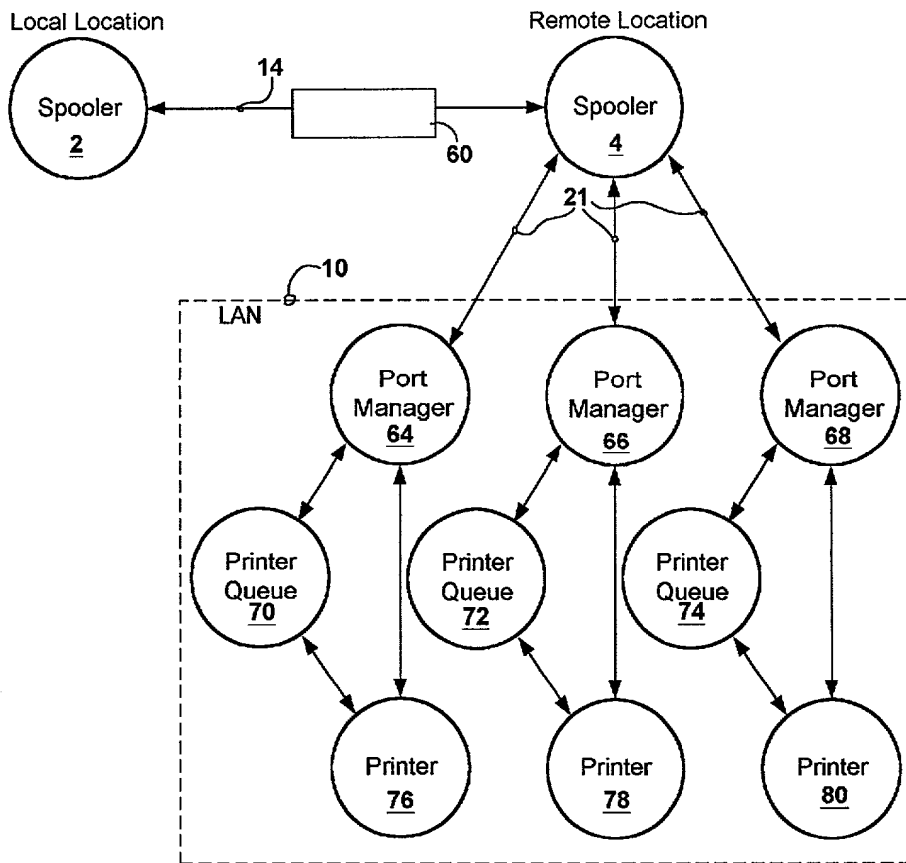 Local Location
Remote Location
14
Spooler
2
60
Spooler
4
21
10
LAN
Port
Manager
64
Port
Manager
66
Port
Manager
68
Printer
Queue
70
Printer
Queue
72
Printer
Queue
74
Printer
76
Printer
78
Printer
80